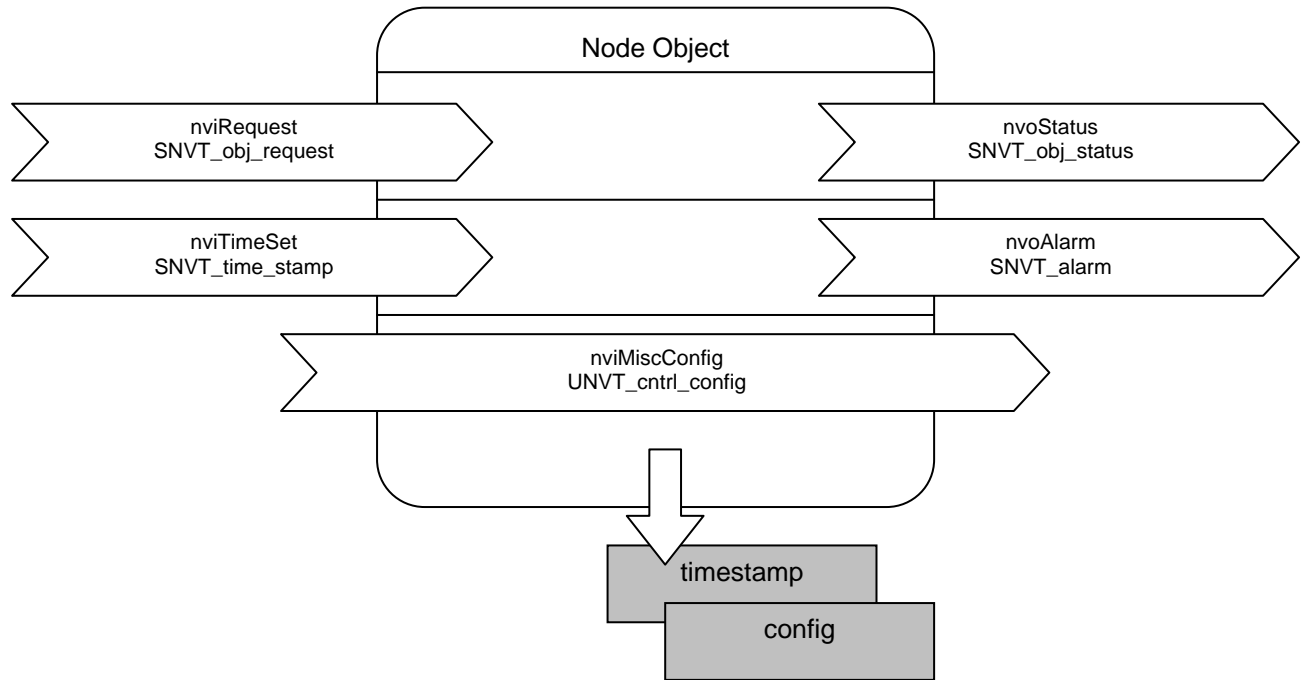 Node Object
nviRequest
SNVT_obj_request
nvoStatus
SNVT_obj_status
nviTimeSet
SNVT_time_stamp
nvoAlarm
SNVT_alarm
nviMiscConfig
UNVT_cntrl_config
timestamp
config